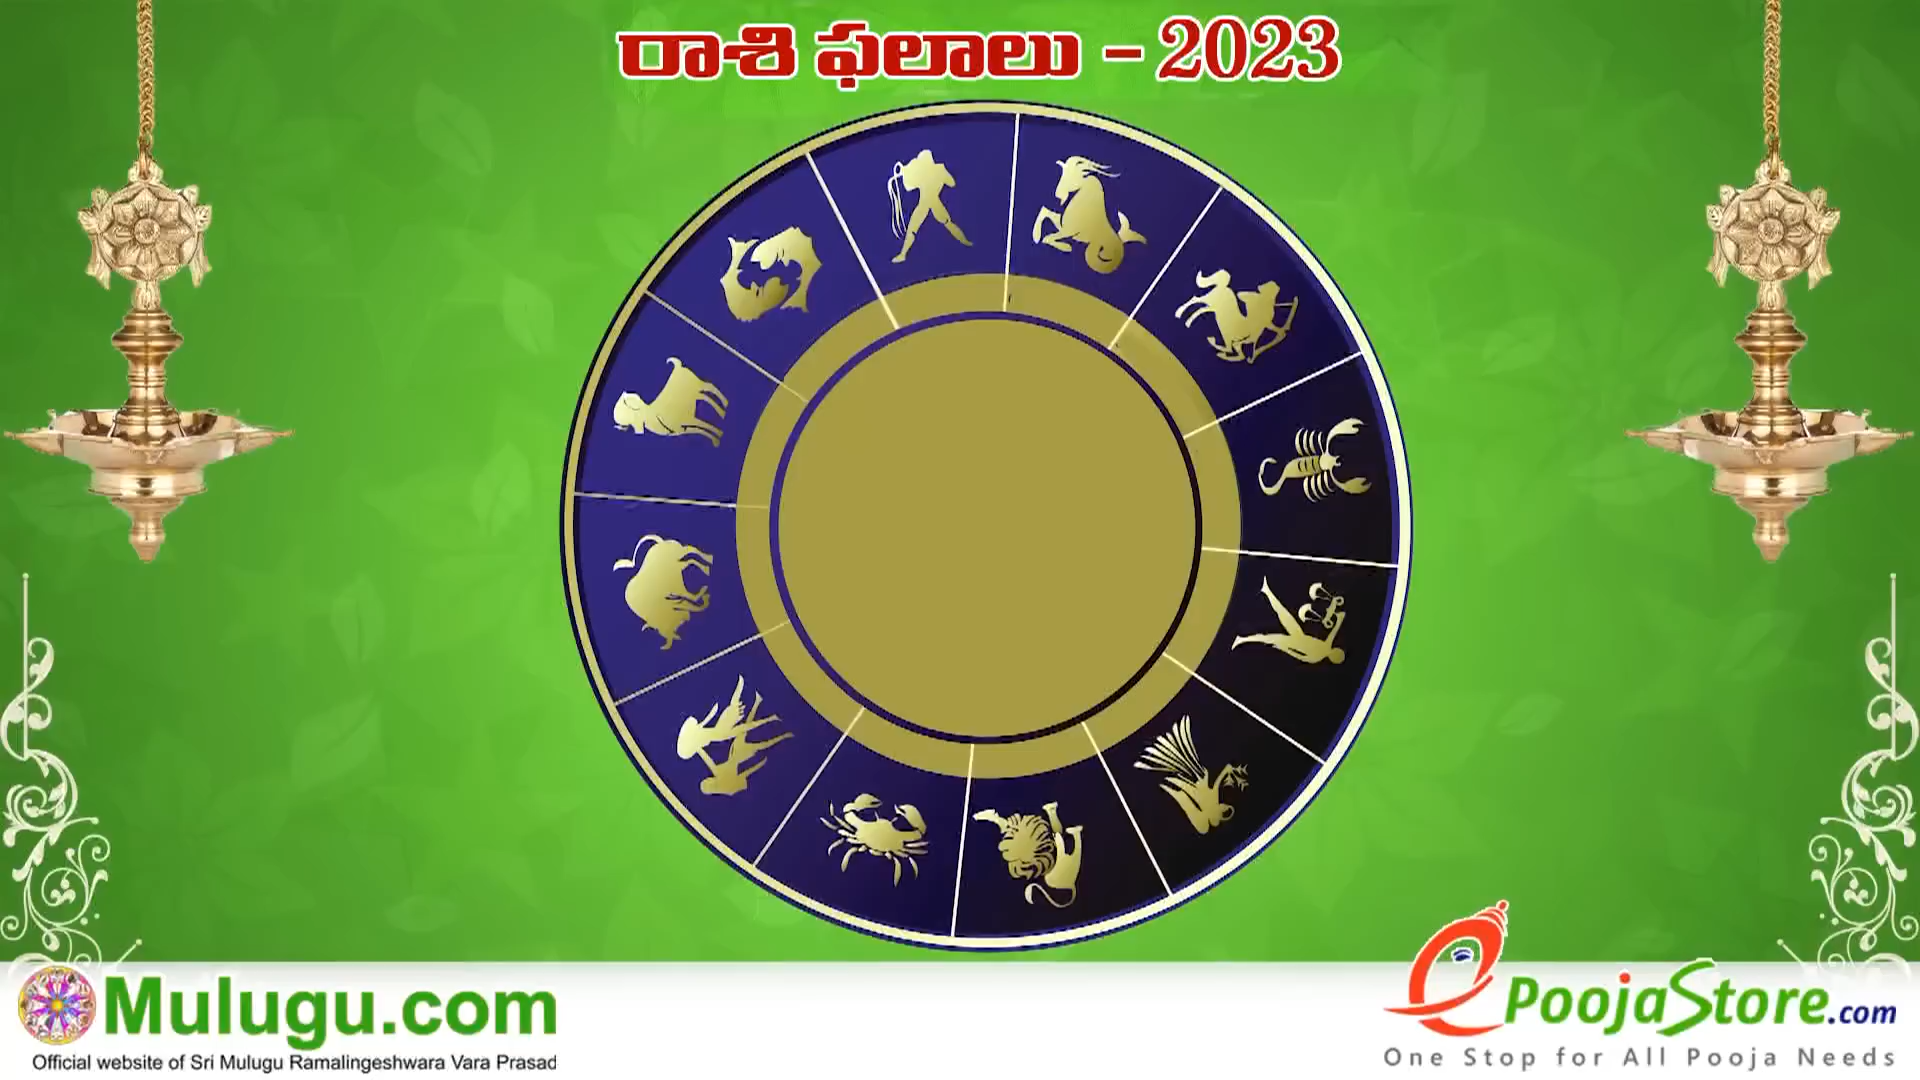 రాశి ఫలాలు - 2023
Mulugu.com
Official website of Sri Mulugu Ramalingeshwara Vara Prasad
ePoojaStore.com
One Stop for All Pooja Needs